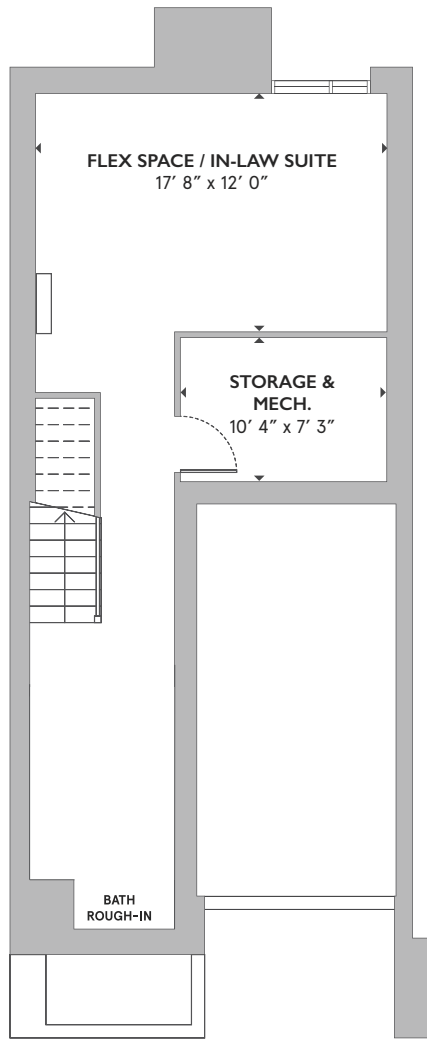 FLEX SPACE / IN-LAW SUITE
17′ 8″ x 12′ 0″
STORAGE &
MECH.
10′ 4″ x 7′ 3″
BATH
ROUGH-IN